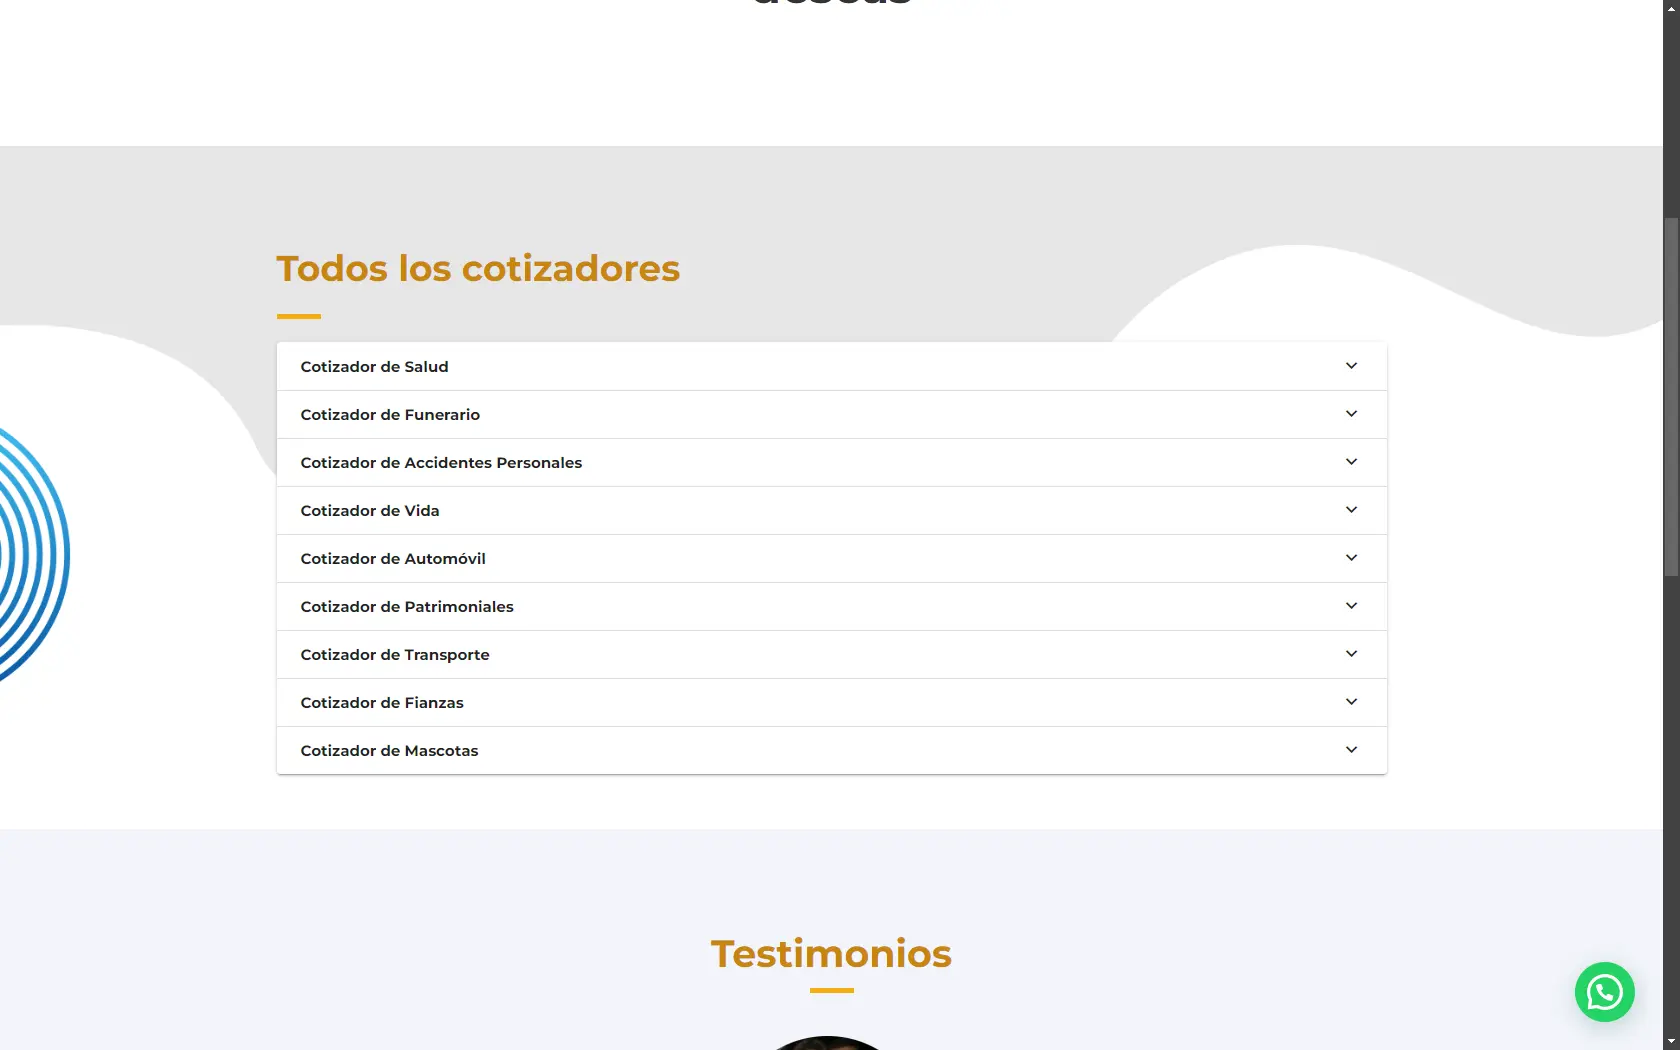 Todos los cotizadores
Cotizador de Salud
Cotizador de Funerario
Cotizador de Accidentes Personales
Cotizador de Vida
Cotizador de Automóvil
Cotizador de Patrimoniales
Cotizador de Transporte
Cotizador de Fianzas
Cotizador de Mascotas
Testimonios